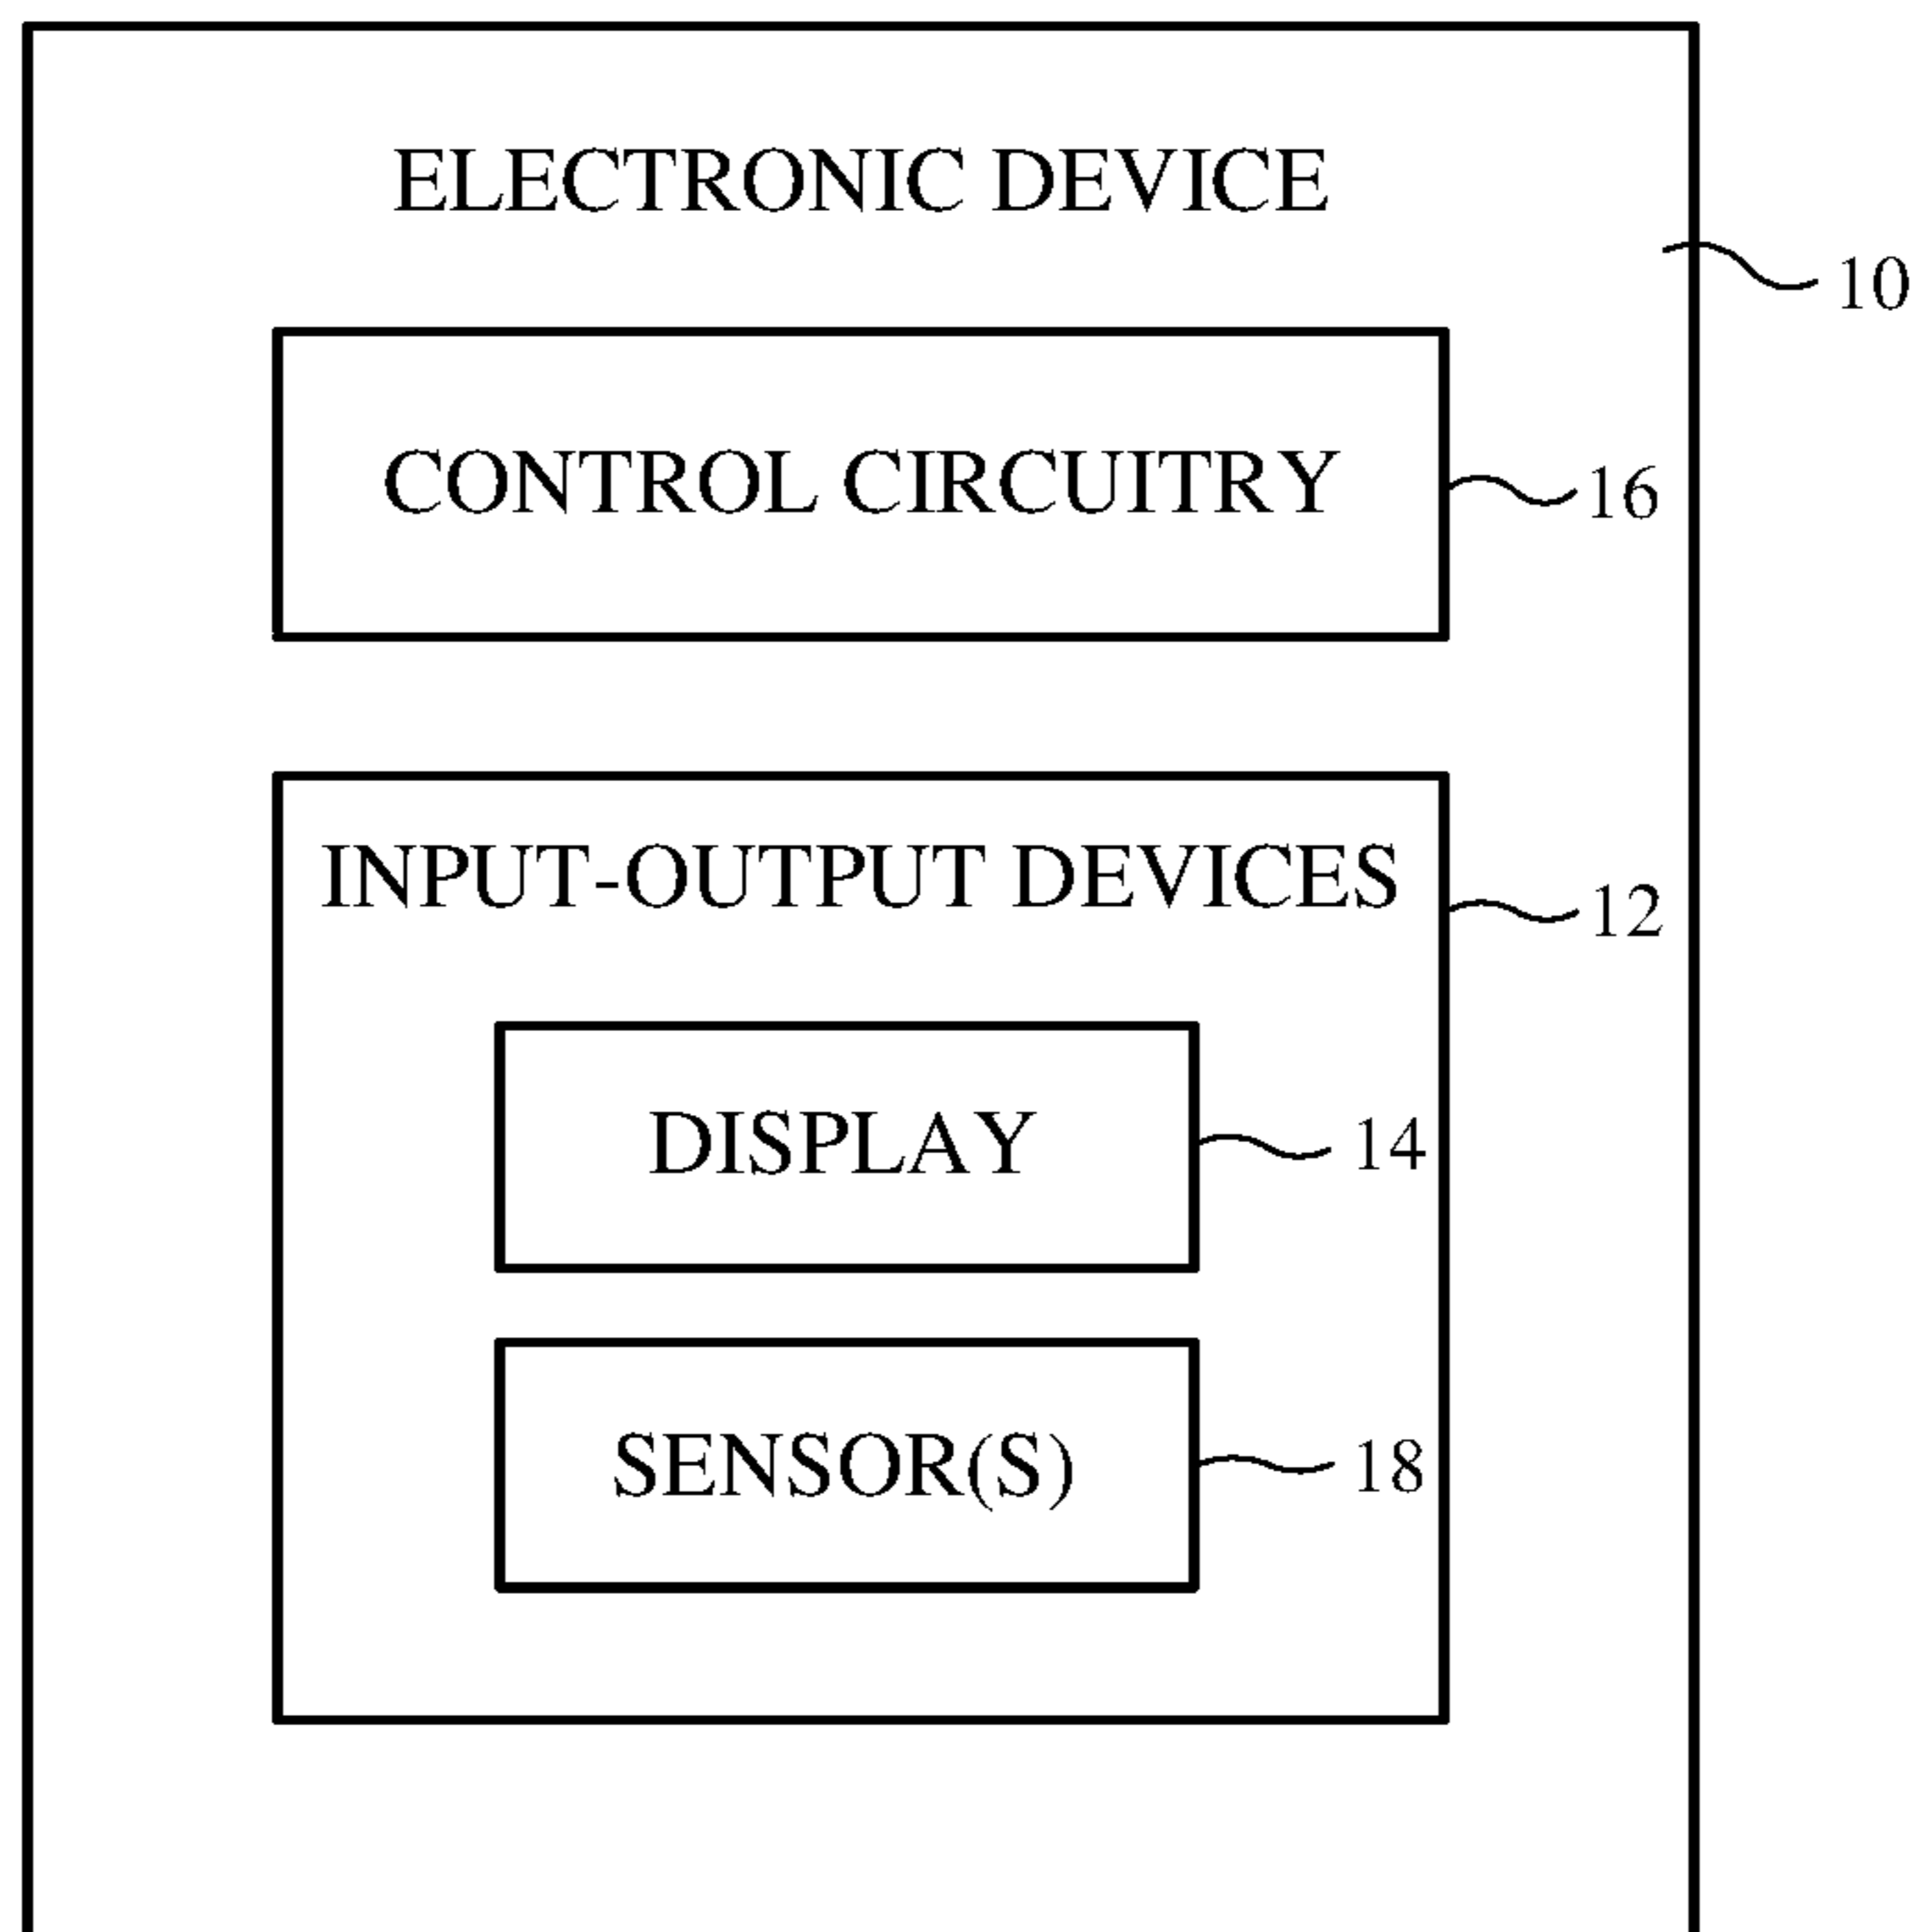 ELECTRONIC DEVICE
10
CONTROL CIRCUITRY
16
INPUT-OUTPUT DEVICES
12
DISPLAY
14
SENSOR(S)
18